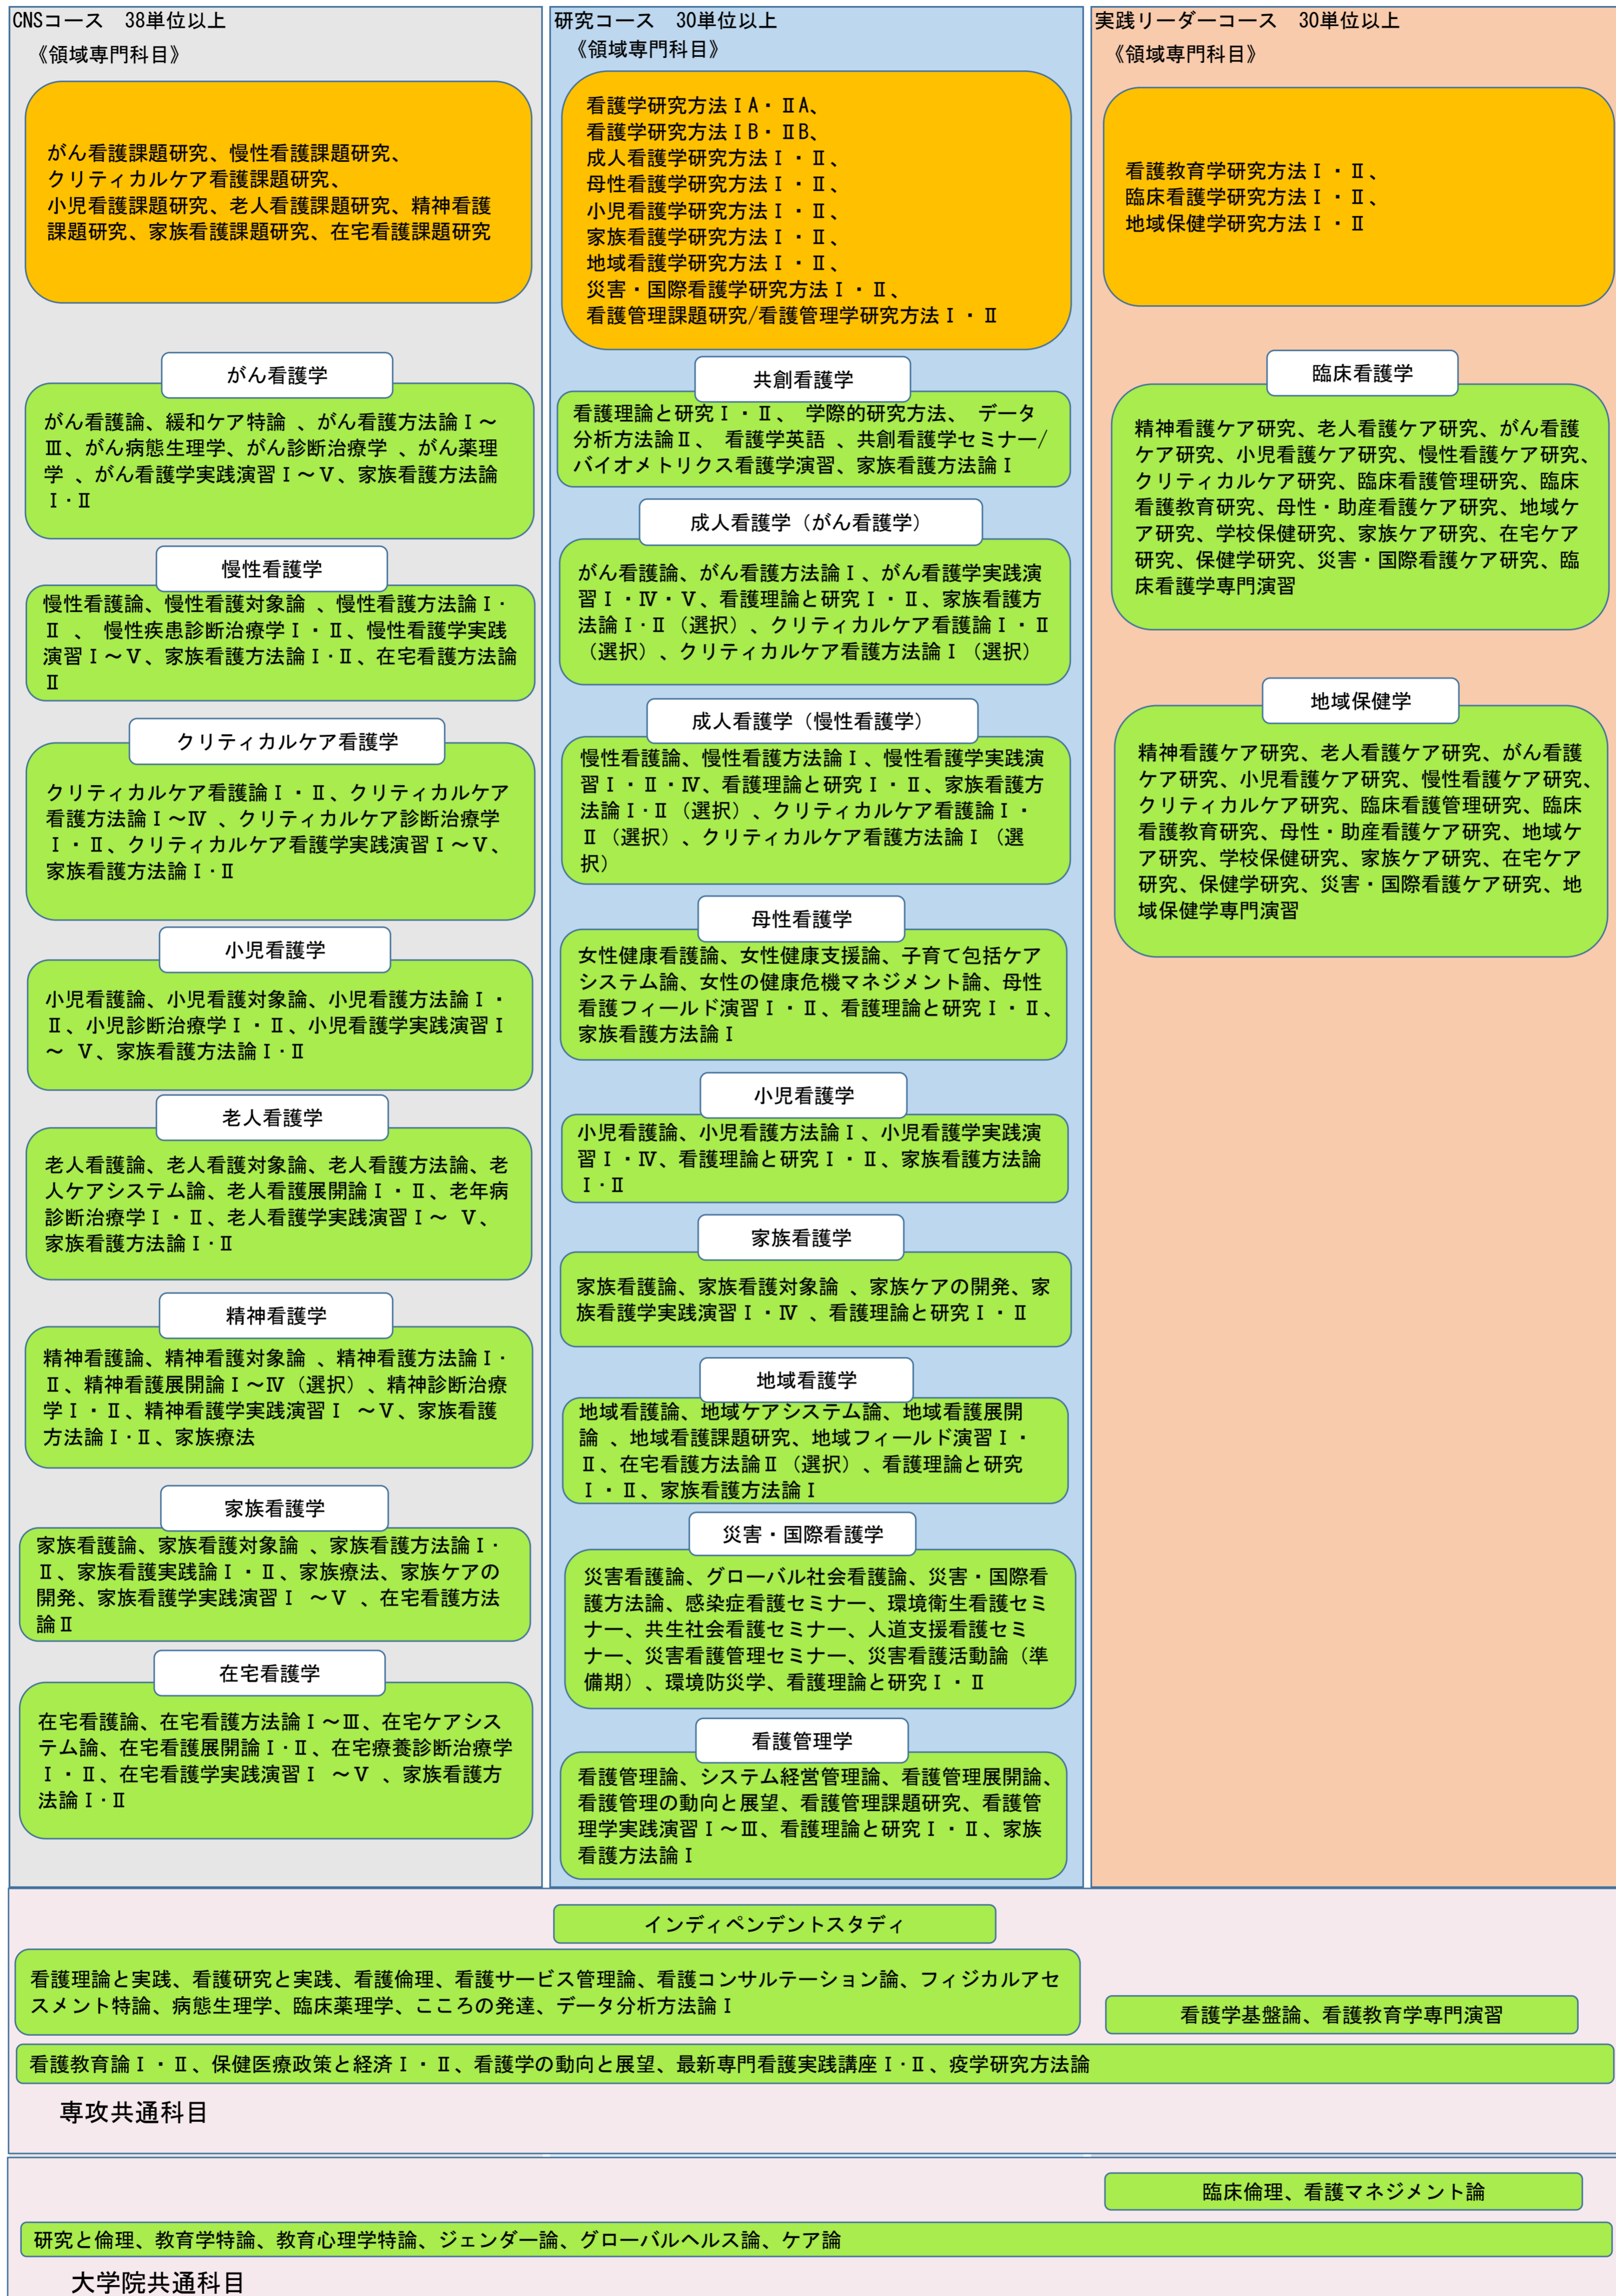 CNSコース　38単位以上
《領域専門科目》
がん看護課題研究、慢性看護課題研究、
クリティカルケア看護課題研究、
小児看護課題研究、老人看護課題研究、精神看護
課題研究、家族看護課題研究、在宅看護課題研究
がん看護学
がん看護論、緩和ケア特論 、がん看護方法論Ⅰ～
Ⅲ、がん病態生理学、がん診断治療学 、がん薬理
学 、がん看護学実践演習Ⅰ～Ⅴ、家族看護方法論
Ⅰ・Ⅱ
慢性看護学
慢性看護論、慢性看護対象論 、慢性看護方法論Ⅰ・
Ⅱ 、 慢性疾患診断治療学Ⅰ・Ⅱ、慢性看護学実践
演習Ⅰ～Ⅴ、家族看護方法論Ⅰ・Ⅱ、在宅看護方法論
Ⅱ
クリティカルケア看護学
クリティカルケア看護論Ⅰ・Ⅱ、クリティカルケア
看護方法論Ⅰ～Ⅳ 、クリティカルケア診断治療学
Ⅰ・Ⅱ、クリティカルケア看護学実践演習Ⅰ～Ⅴ、
家族看護方法論Ⅰ・Ⅱ
小児看護学
小児看護論、小児看護対象論、小児看護方法論Ⅰ・
Ⅱ、小児診断治療学Ⅰ・Ⅱ、小児看護学実践演習Ⅰ
～ Ⅴ、家族看護方法論Ⅰ・Ⅱ
老人看護学
老人看護論、老人看護対象論、老人看護方法論、老
人ケアシステム論、老人看護展開論Ⅰ・Ⅱ、老年病
診断治療学Ⅰ・Ⅱ、老人看護学実践演習Ⅰ～ Ⅴ、
家族看護方法論Ⅰ・Ⅱ
精神看護学
精神看護論、精神看護対象論 、精神看護方法論Ⅰ・
Ⅱ、精神看護展開論Ⅰ～Ⅳ（選択）、精神診断治療
学Ⅰ・Ⅱ、精神看護学実践演習Ⅰ ～Ⅴ、家族看護
方法論Ⅰ・Ⅱ、家族療法
家族看護学
家族看護論、家族看護対象論 、家族看護方法論Ⅰ・
Ⅱ、家族看護実践論Ⅰ・Ⅱ、家族療法、家族ケアの
開発、家族看護学実践演習Ⅰ ～Ⅴ 、在宅看護方法
論Ⅱ
在宅看護学
在宅看護論、在宅看護方法論Ⅰ～Ⅲ、在宅ケアシス
テム論、在宅看護展開論Ⅰ・Ⅱ、在宅療養診断治療学
Ⅰ・Ⅱ、在宅看護学実践演習Ⅰ ～Ⅴ 、家族看護方
法論Ⅰ・Ⅱ
研究コース　30単位以上
《領域専門科目》
看護学研究方法ⅠA・ⅡA、
看護学研究方法ⅠB・ⅡB、
成人看護学研究方法Ⅰ・Ⅱ、
母性看護学研究方法Ⅰ・Ⅱ、
小児看護学研究方法Ⅰ・Ⅱ、
家族看護学研究方法Ⅰ・Ⅱ、
地域看護学研究方法Ⅰ・Ⅱ、
災害・国際看護学研究方法Ⅰ・Ⅱ、
看護管理課題研究/看護管理学研究方法Ⅰ・Ⅱ
共創看護学
看護理論と研究Ⅰ・Ⅱ、 学際的研究方法、 データ
分析方法論Ⅱ、 看護学英語 、共創看護学セミナー/
バイオメトリクス看護学演習、家族看護方法論Ⅰ
成人看護学（がん看護学）
がん看護論、がん看護方法論Ⅰ、がん看護学実践演
習Ⅰ・Ⅳ・Ⅴ、看護理論と研究Ⅰ・Ⅱ、家族看護方
法論Ⅰ・Ⅱ（選択）、クリティカルケア看護論Ⅰ・Ⅱ
（選択）、クリティカルケア看護方法論Ⅰ（選択）
成人看護学（慢性看護学）
慢性看護論、慢性看護方法論Ⅰ、慢性看護学実践演
習Ⅰ・Ⅱ・Ⅳ、看護理論と研究Ⅰ・Ⅱ、家族看護方
法論Ⅰ・Ⅱ（選択）、クリティカルケア看護論Ⅰ・
Ⅱ（選択）、クリティカルケア看護方法論Ⅰ（選
択）
母性看護学
女性健康看護論、女性健康支援論、子育て包括ケア
システム論、女性の健康危機マネジメント論、母性
看護フィールド演習Ⅰ・Ⅱ、看護理論と研究Ⅰ・Ⅱ、
家族看護方法論Ⅰ
小児看護学
小児看護論、小児看護方法論Ⅰ、小児看護学実践演
習Ⅰ・Ⅳ、看護理論と研究Ⅰ・Ⅱ、家族看護方法論
Ⅰ・Ⅱ
家族看護学
家族看護論、家族看護対象論 、家族ケアの開発、家
族看護学実践演習Ⅰ・Ⅳ 、看護理論と研究Ⅰ・Ⅱ
地域看護学
地域看護論、地域ケアシステム論、地域看護展開
論 、地域看護課題研究、地域フィールド演習Ⅰ・
Ⅱ、在宅看護方法論Ⅱ（選択）、看護理論と研究
Ⅰ・Ⅱ、家族看護方法論Ⅰ
災害・国際看護学
災害看護論、グローバル社会看護論、災害・国際看
護方法論、感染症看護セミナー、環境衛生看護セミ
ナー、共生社会看護セミナー、人道支援看護セミ
ナー、災害看護管理セミナー、災害看護活動論（準
備期）、環境防災学、看護理論と研究Ⅰ・Ⅱ
看護管理学
看護管理論、システム経営管理論、看護管理展開論、
看護管理の動向と展望、看護管理課題研究、看護管
理学実践演習Ⅰ～Ⅲ、看護理論と研究Ⅰ・Ⅱ、家族
看護方法論Ⅰ
実践リーダーコース　30単位以上
《領域専門科目》
看護教育学研究方法Ⅰ・Ⅱ、
臨床看護学研究方法Ⅰ・Ⅱ、
地域保健学研究方法Ⅰ・Ⅱ
臨床看護学
精神看護ケア研究、老人看護ケア研究、がん看護
ケア研究、小児看護ケア研究、慢性看護ケア研究、
クリティカルケア研究、臨床看護管理研究、臨床
看護教育研究、母性・助産看護ケア研究、地域ケ
ア研究、学校保健研究、家族ケア研究、在宅ケア
研究、保健学研究、災害・国際看護ケア研究、臨
床看護学専門演習
地域保健学
精神看護ケア研究、老人看護ケア研究、がん看護
ケア研究、小児看護ケア研究、慢性看護ケア研究、
クリティカルケア研究、臨床看護管理研究、臨床
看護教育研究、母性・助産看護ケア研究、地域ケ
ア研究、学校保健研究、家族ケア研究、在宅ケア
研究、保健学研究、災害・国際看護ケア研究、地
域保健学専門演習
インディペンデントスタディ
看護理論と実践、看護研究と実践、看護倫理、看護サービス管理論、看護コンサルテーション論、フィジカルアセ
スメント特論、病態生理学、臨床薬理学、こころの発達、データ分析方法論Ⅰ
看護学基盤論、看護教育学専門演習
看護教育論Ⅰ・Ⅱ、保健医療政策と経済Ⅰ・Ⅱ、看護学の動向と展望、最新専門看護実践講座Ⅰ・Ⅱ、疫学研究方法論
専攻共通科目
臨床倫理、看護マネジメント論
研究と倫理、教育学特論、教育心理学特論、ジェンダー論、グローバルヘルス論、ケア論
大学院共通科目